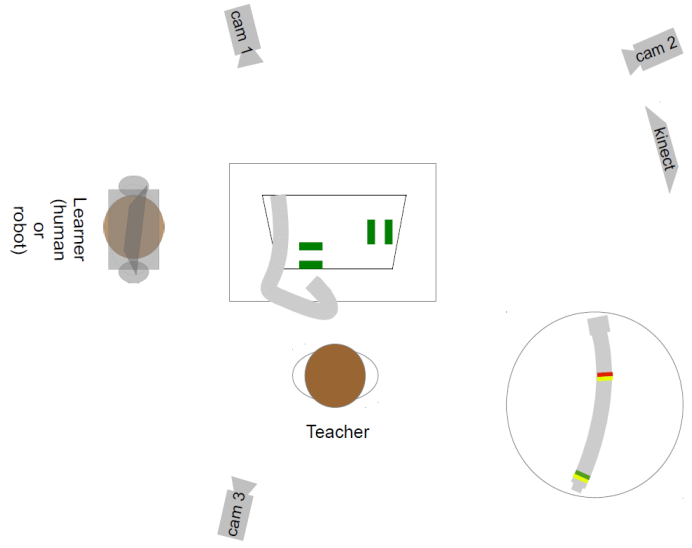 cam 1
cam 2
kinect
Learner
(human
or
robot)
Teacher
cam 3